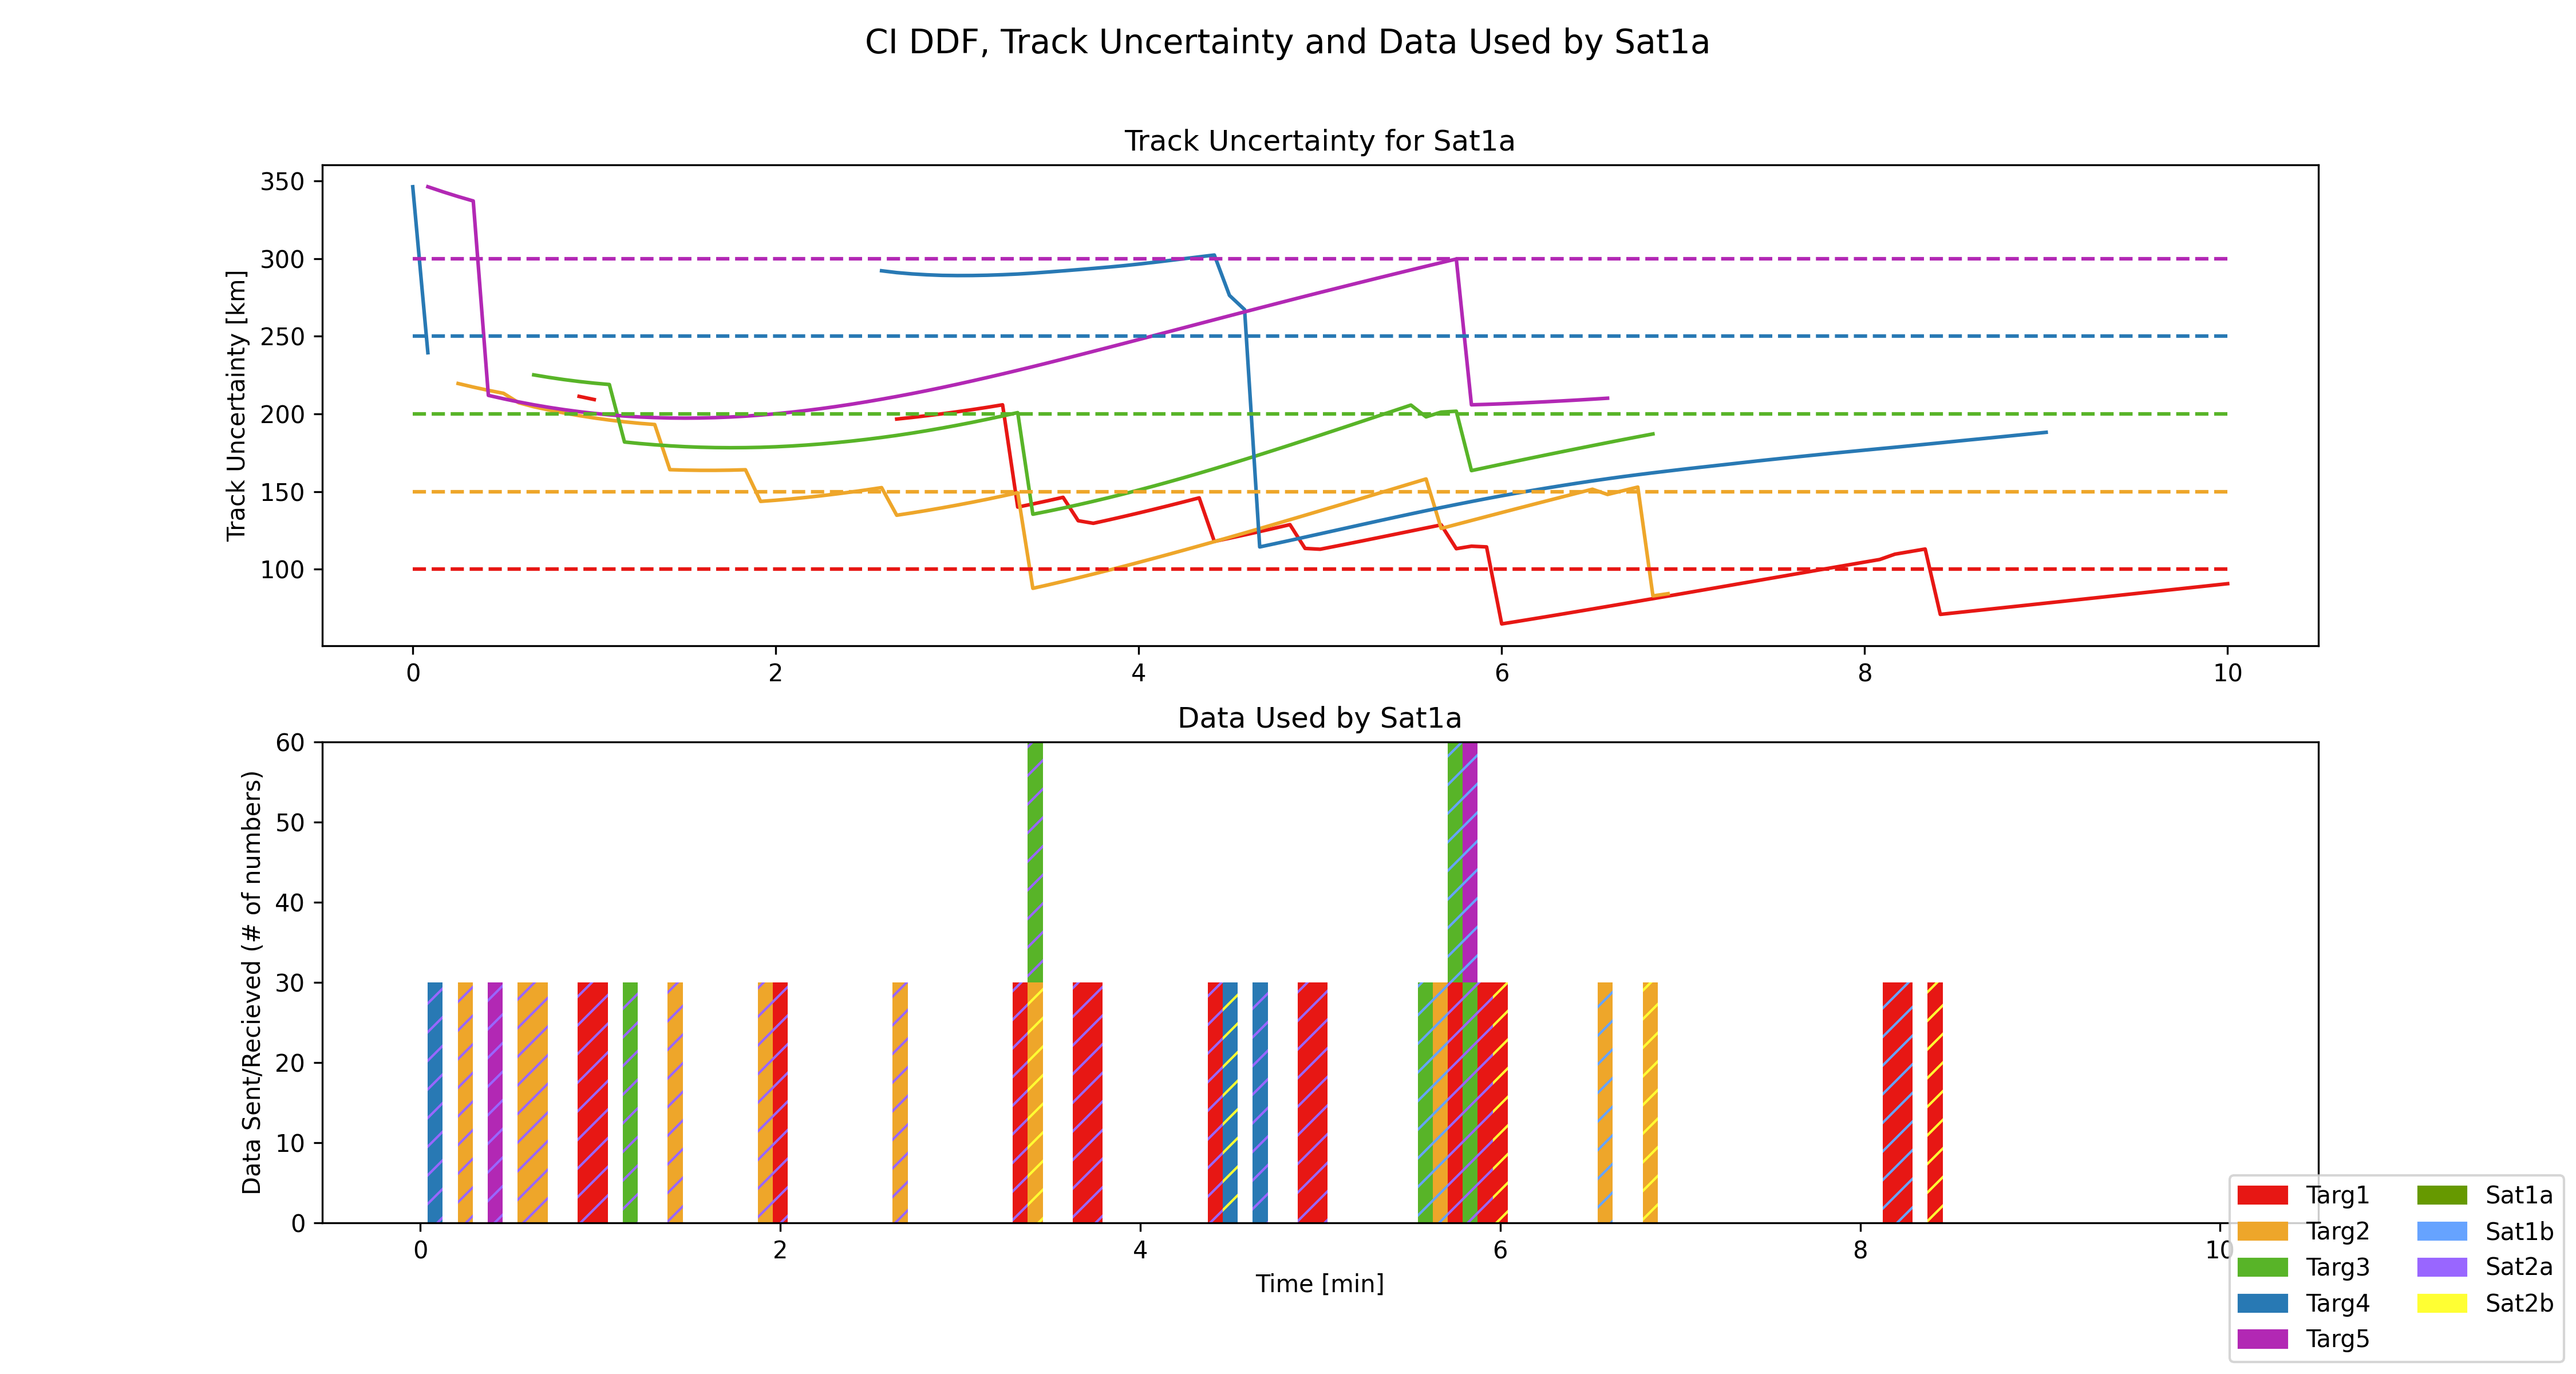 CI DDF, Track Uncertainty and Data Used by Sat1a
Track Uncertainty for Sat1a
Track Uncertainty [km]
350
300
250
200
150
100
0 2 4 6 8 10
Data Used by Sat1a
Data Sent/Recieved (# of numbers)
60
50
40
30
20
10
0
0 2 4 6 8 10
Time [min]
Targ1 Sat1a
Targ2 Sat1b
Targ3 Sat2a
Targ4 Sat2b
Targ5